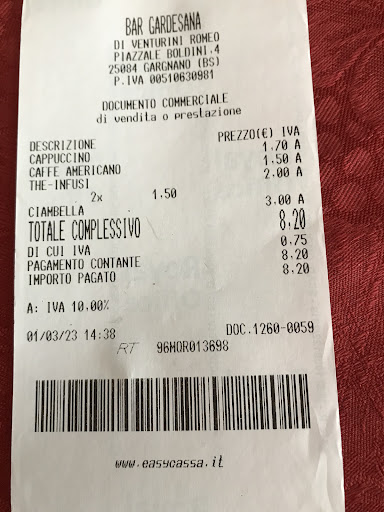 BAR GARDESANA
DI VENTURINI ROMEO
PIAZZALE BOLDINI,4
25084 GARGNANO (BS)
P.IVA 00510630981
DOCUMENTO COMMERCIALE
di vendita o prestazione
DESCRIZIONE PREZZO(€) IVA
CAPPUCCINO 1.70 A
CAFFE AMERICANO 1.50 A
THE-INFUSI 2.00 A
2x 1.50
CIAMBELLA 3.00 A
TOTALE COMPLESSIVO 8,20
DI CUI IVA 0.75
PAGAMENTO CONTANTE 8.20
IMPORTO PAGATO 8.20
A: IVA 10.00%
01/03/23 14:38 DOC.1260-0059
RT 96MOR013698
www.easycassa.it